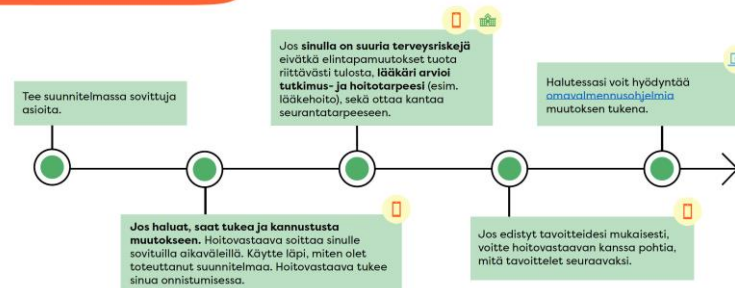 Tee suunnitelmassa sovittuja
asioita.
Jos haluat, saat tukea ja kannustusta
muutokseen. Hoitovastaava soittaa sinulle
sovituilla aikaväleillä. Käytte läpi, miten olet
toteuttanut suunnitelmaa. Hoitovastaava tukee
sinua onnistumisessa.
Jos sinulla on suuria terveysriskejä
eivätkä elintapamuutokset tuota
riittävästi tulosta, lääkäri arvioi
tutkimus- ja hoitotarpeesi (esim.
lääkehoito), sekä ottaa kantaa
seurantatarpeeseen.
Jos edistyt tavoitteidesi mukaisesti,
voitte hoitovastaavan kanssa pohtia,
mitä tavoittelet seuraavaksi.
Halutessasi voit hyödyntää
omavalmennusohjelmia
muutoksen tukena.